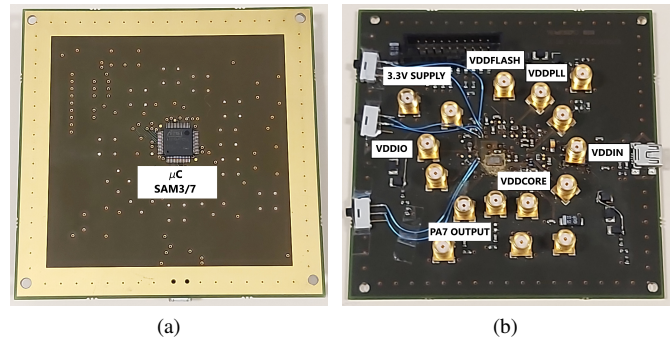 μC
SAM3/7
3.3V SUPPLY
VDDFLASH
VDDPLL
VDDIO
VDDIN
VDDCORE
PA7 OUTPUT
(a)
(b)